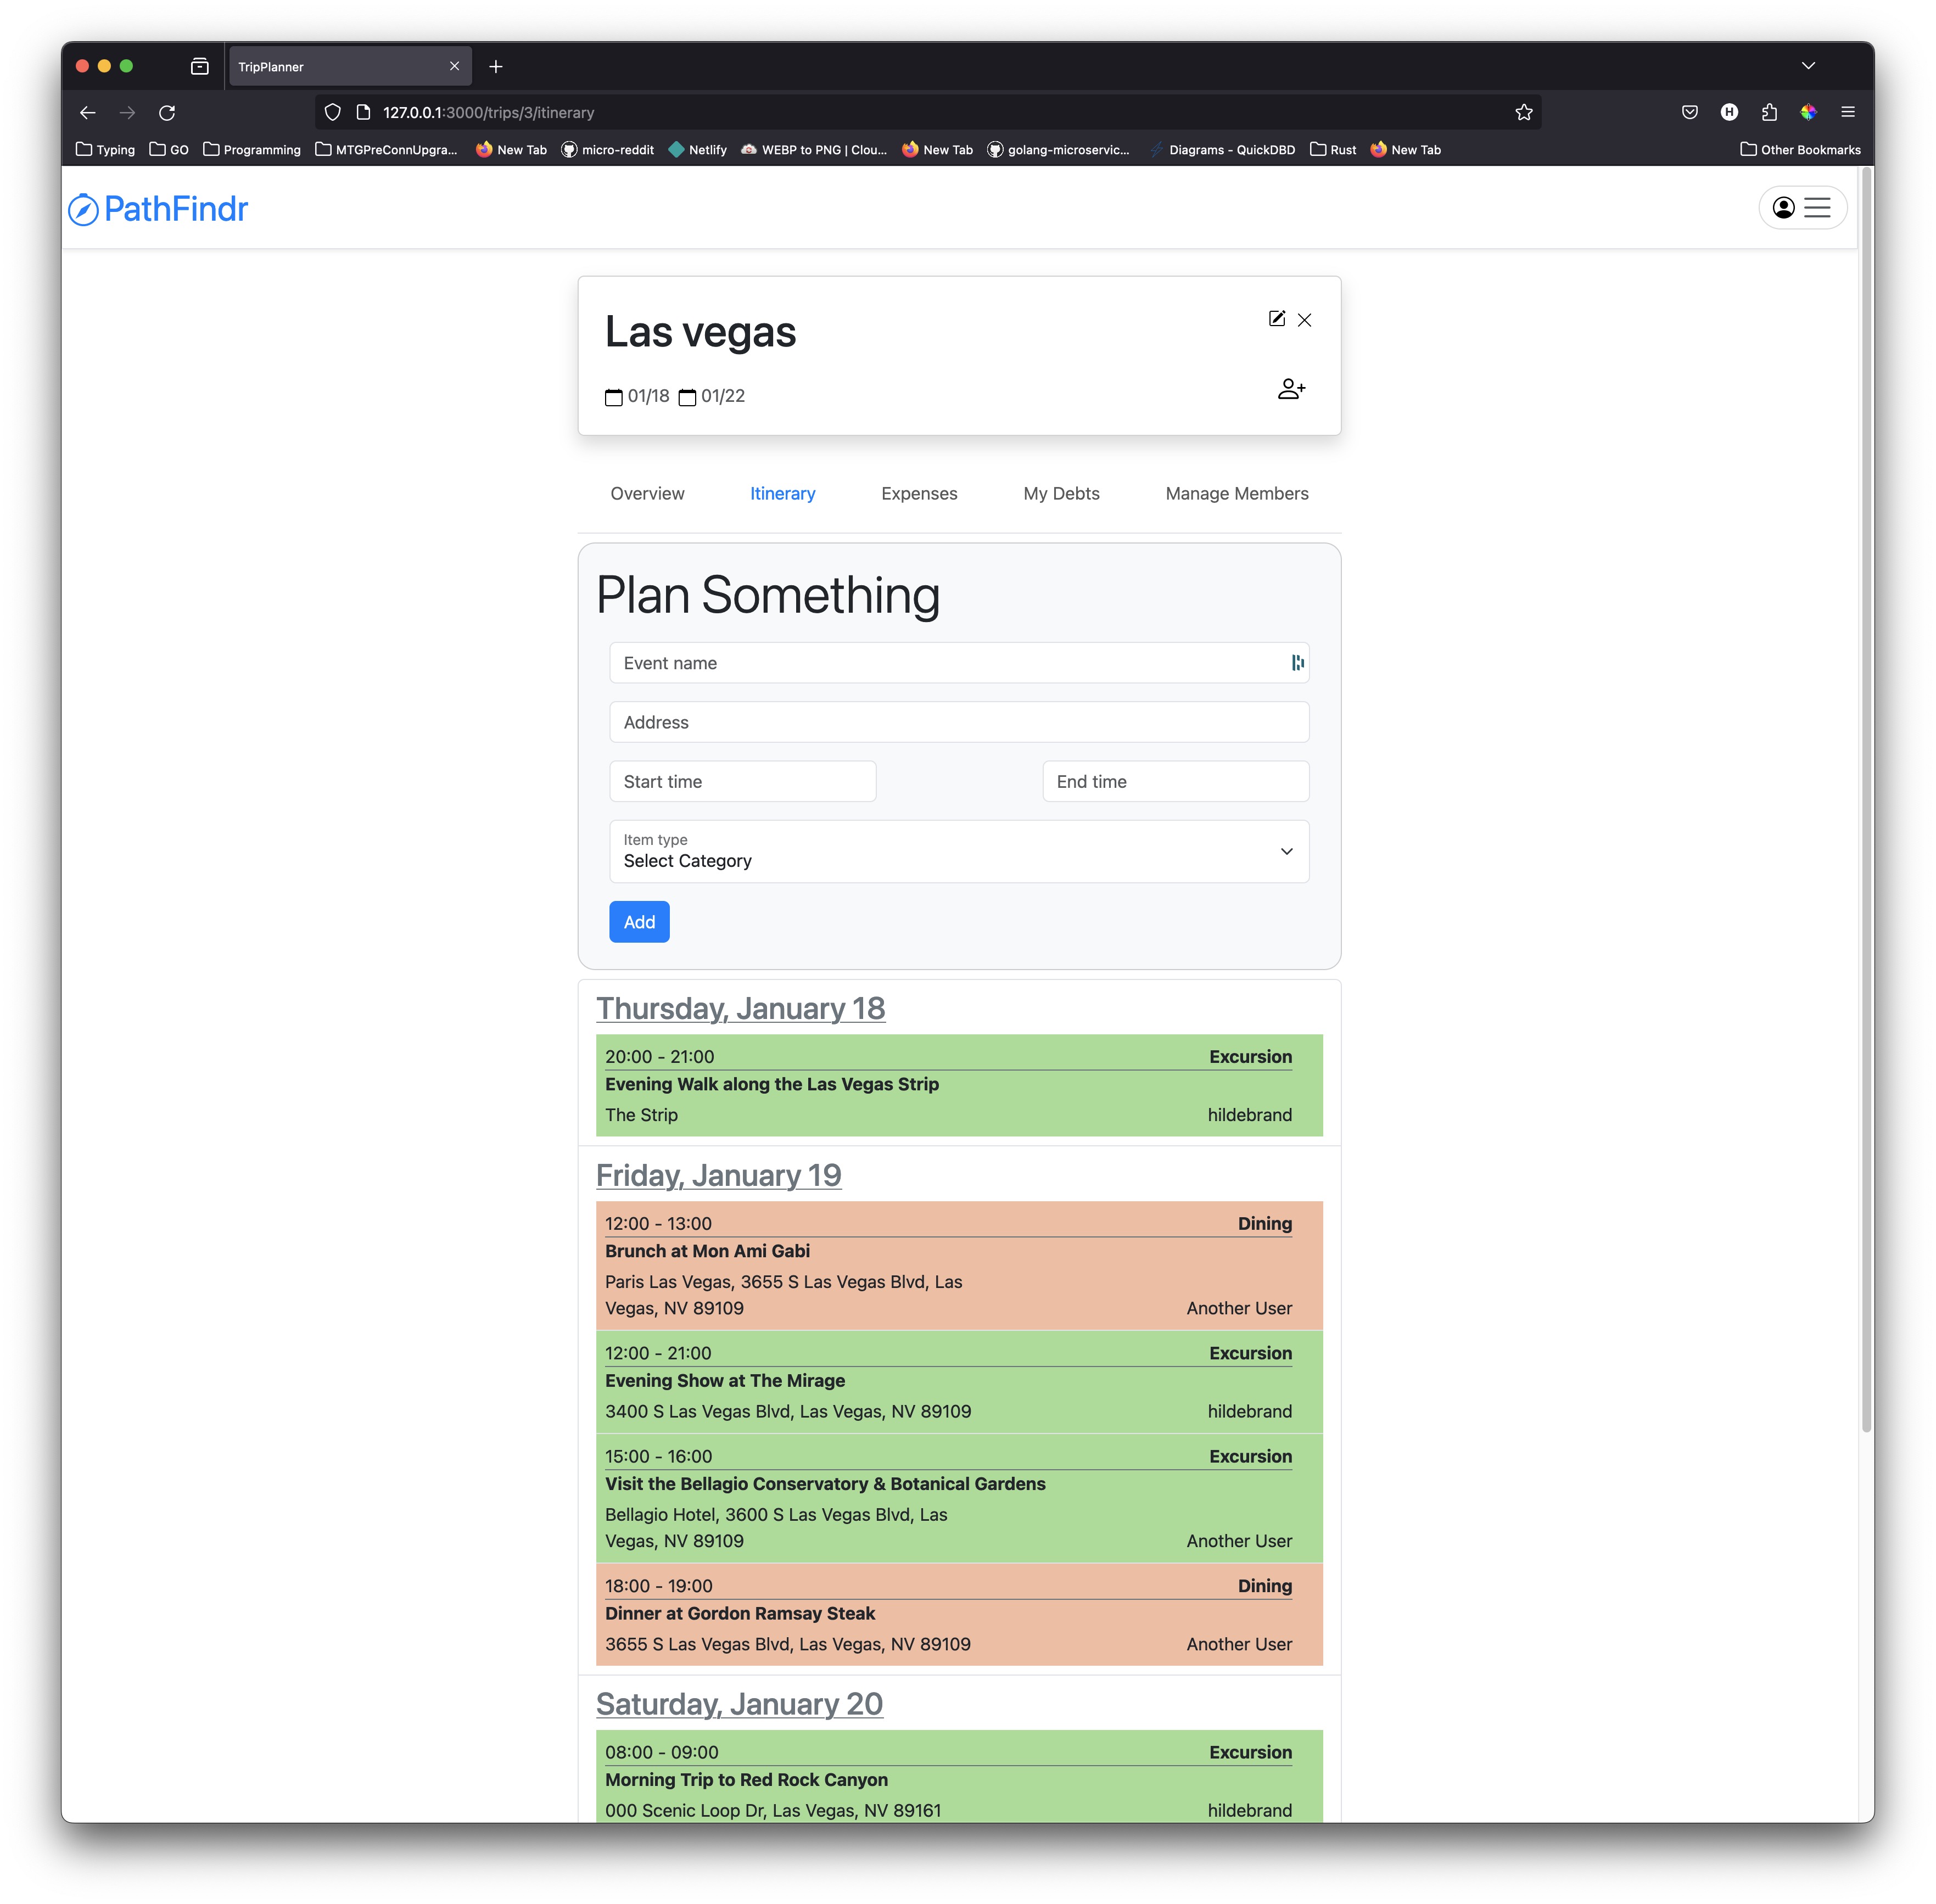 TripPlanner
127.0.0.1:3000/trips/3/itinerary
H
Typing
GO
Programming
MTGPreConnUpgra...
New Tab
micro-reddit
Netlify
WEBP to PNG | Clou...
New Tab
golang-microservic...
Diagrams - QuickDBD
Rust
New Tab
Other Bookmarks
PathFindr
Las vegas
01/18 01/22
Overview
Itinerary
Expenses
My Debts
Manage Members
Plan Something
Event name
Address
Start time
End time
Item type
Select Category
Add
Thursday, January 18
20:00 - 21:00 Excursion
Evening Walk along the Las Vegas Strip
The Strip hildebrand
Friday, January 19
12:00 - 13:00 Dining
Brunch at Mon Ami Gabi
Paris Las Vegas, 3655 S Las Vegas Blvd, Las
Vegas, NV 89109 Another User
12:00 - 21:00 Excursion
Evening Show at The Mirage
3400 S Las Vegas Blvd, Las Vegas, NV 89109 hildebrand
15:00 - 16:00 Excursion
Visit the Bellagio Conservatory & Botanical Gardens
Bellagio Hotel, 3600 S Las Vegas Blvd, Las
Vegas, NV 89109 Another User
18:00 - 19:00 Dining
Dinner at Gordon Ramsay Steak
3655 S Las Vegas Blvd, Las Vegas, NV 89109 Another User
Saturday, January 20
08:00 - 09:00 Excursion
Morning Trip to Red Rock Canyon
000 Scenic Loop Dr, Las Vegas, NV 89161 hildebrand